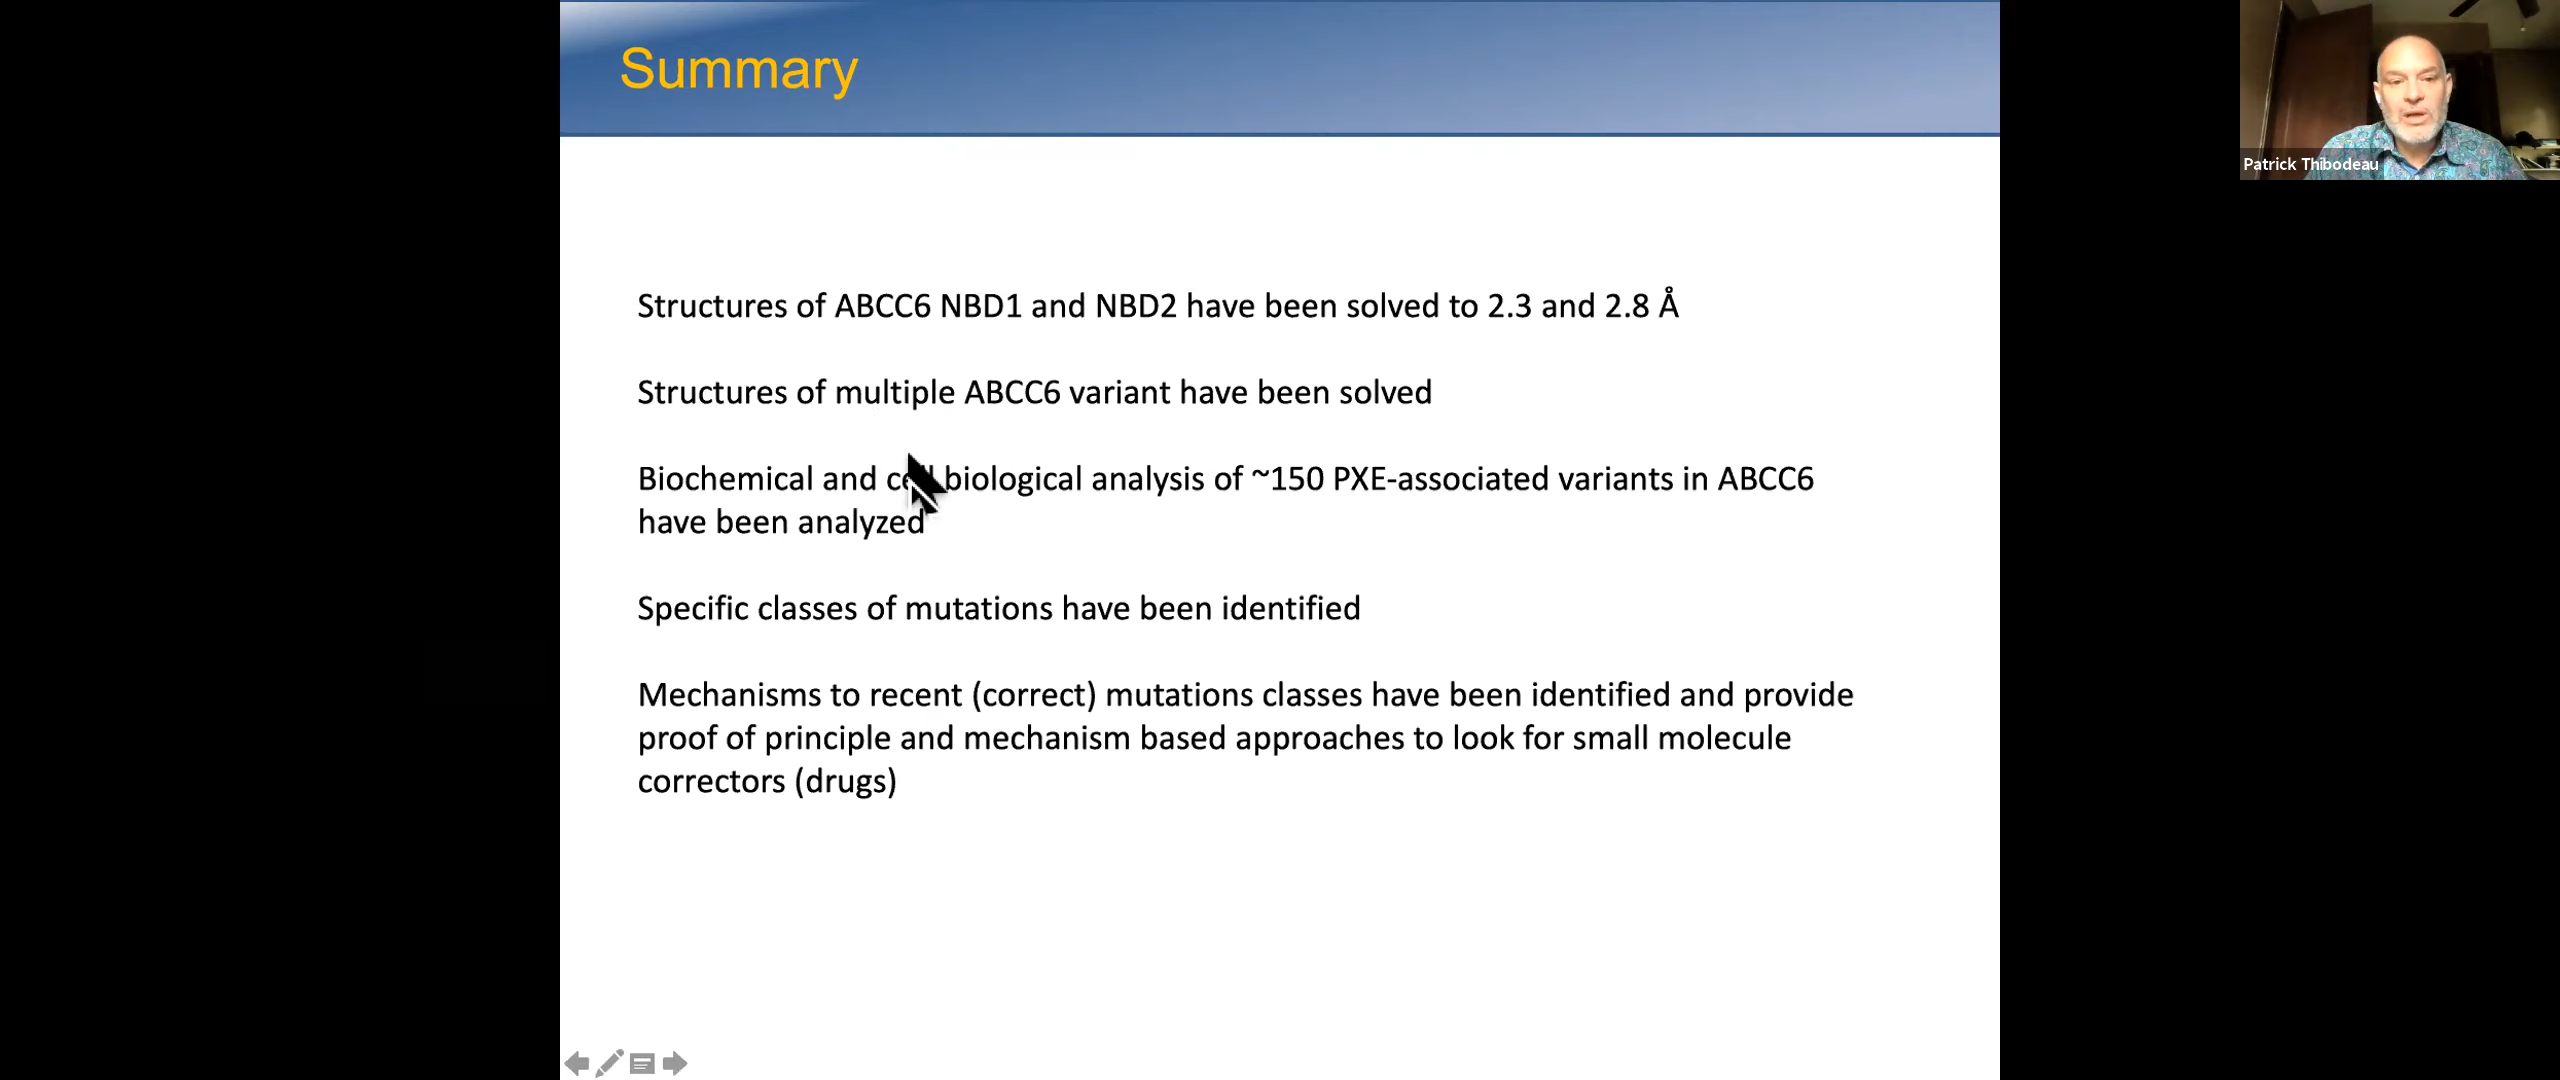 Summary
Patrick Thibodeau
Structures of ABCC6 NBD1 and NBD2 have been solved to 2.3 and 2.8 Å
Structures of multiple ABCC6 variant have been solved
Biochemical and cell biological analysis of ~150 PXE-associated variants in ABCC6
have been analyzed
Specific classes of mutations have been identified
Mechanisms to recent (correct) mutations classes have been identified and provide
proof of principle and mechanism based approaches to look for small molecule
correctors (drugs)